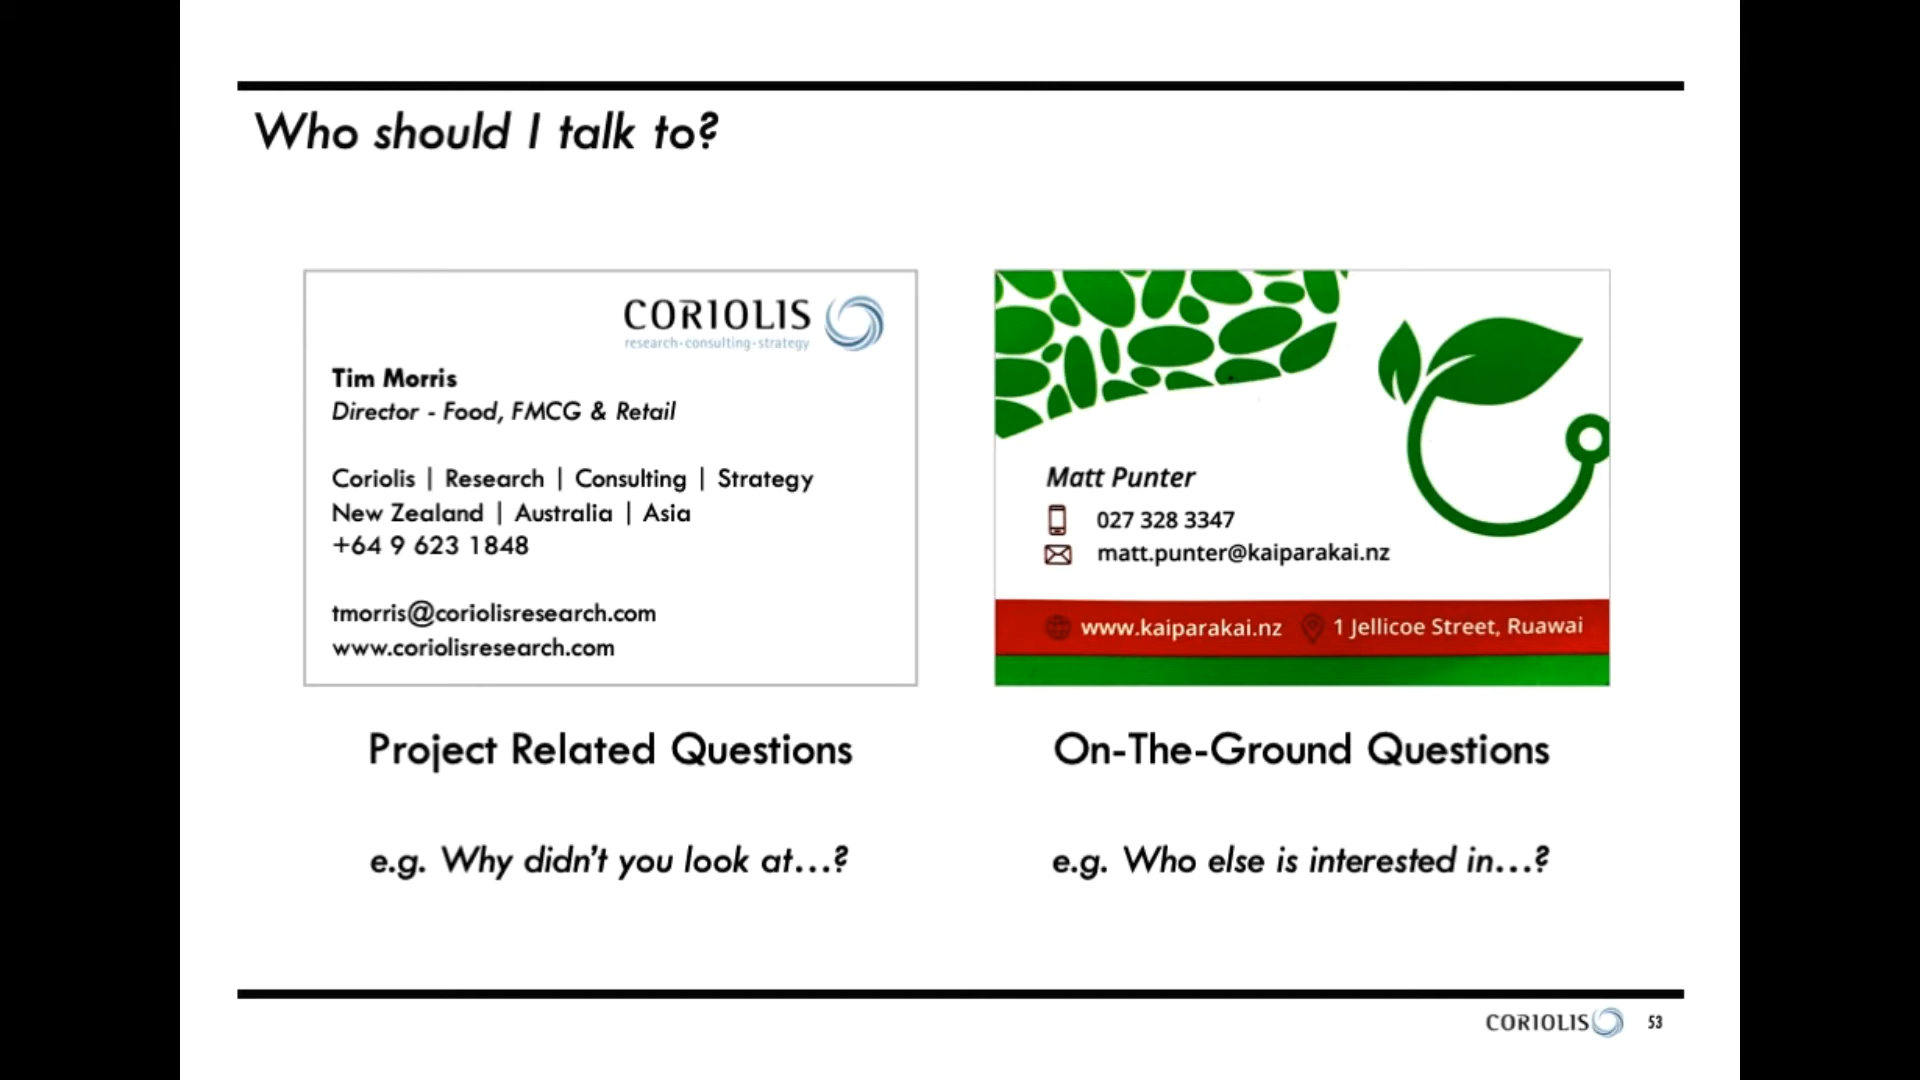 Who should I talk to?
CORIOLIS
research-consulting-strategy
Tim Morris
Director - Food, FMCG & Retail
Coriolis | Research | Consulting | Strategy
New Zealand | Australia | Asia
+64 9 623 1848
tmorris@coriolisresearch.com
www.coriolisresearch.com
Project Related Questions
e.g. Why didn’t you look at…?
Matt Punter
027 328 3347
matt.punter@kaiparakai.nz
www.kaiparakai.nz 1 Jellicoe Street, Ruawai
On-The-Ground Questions
e.g. Who else is interested in…?
CORIOLIS 53